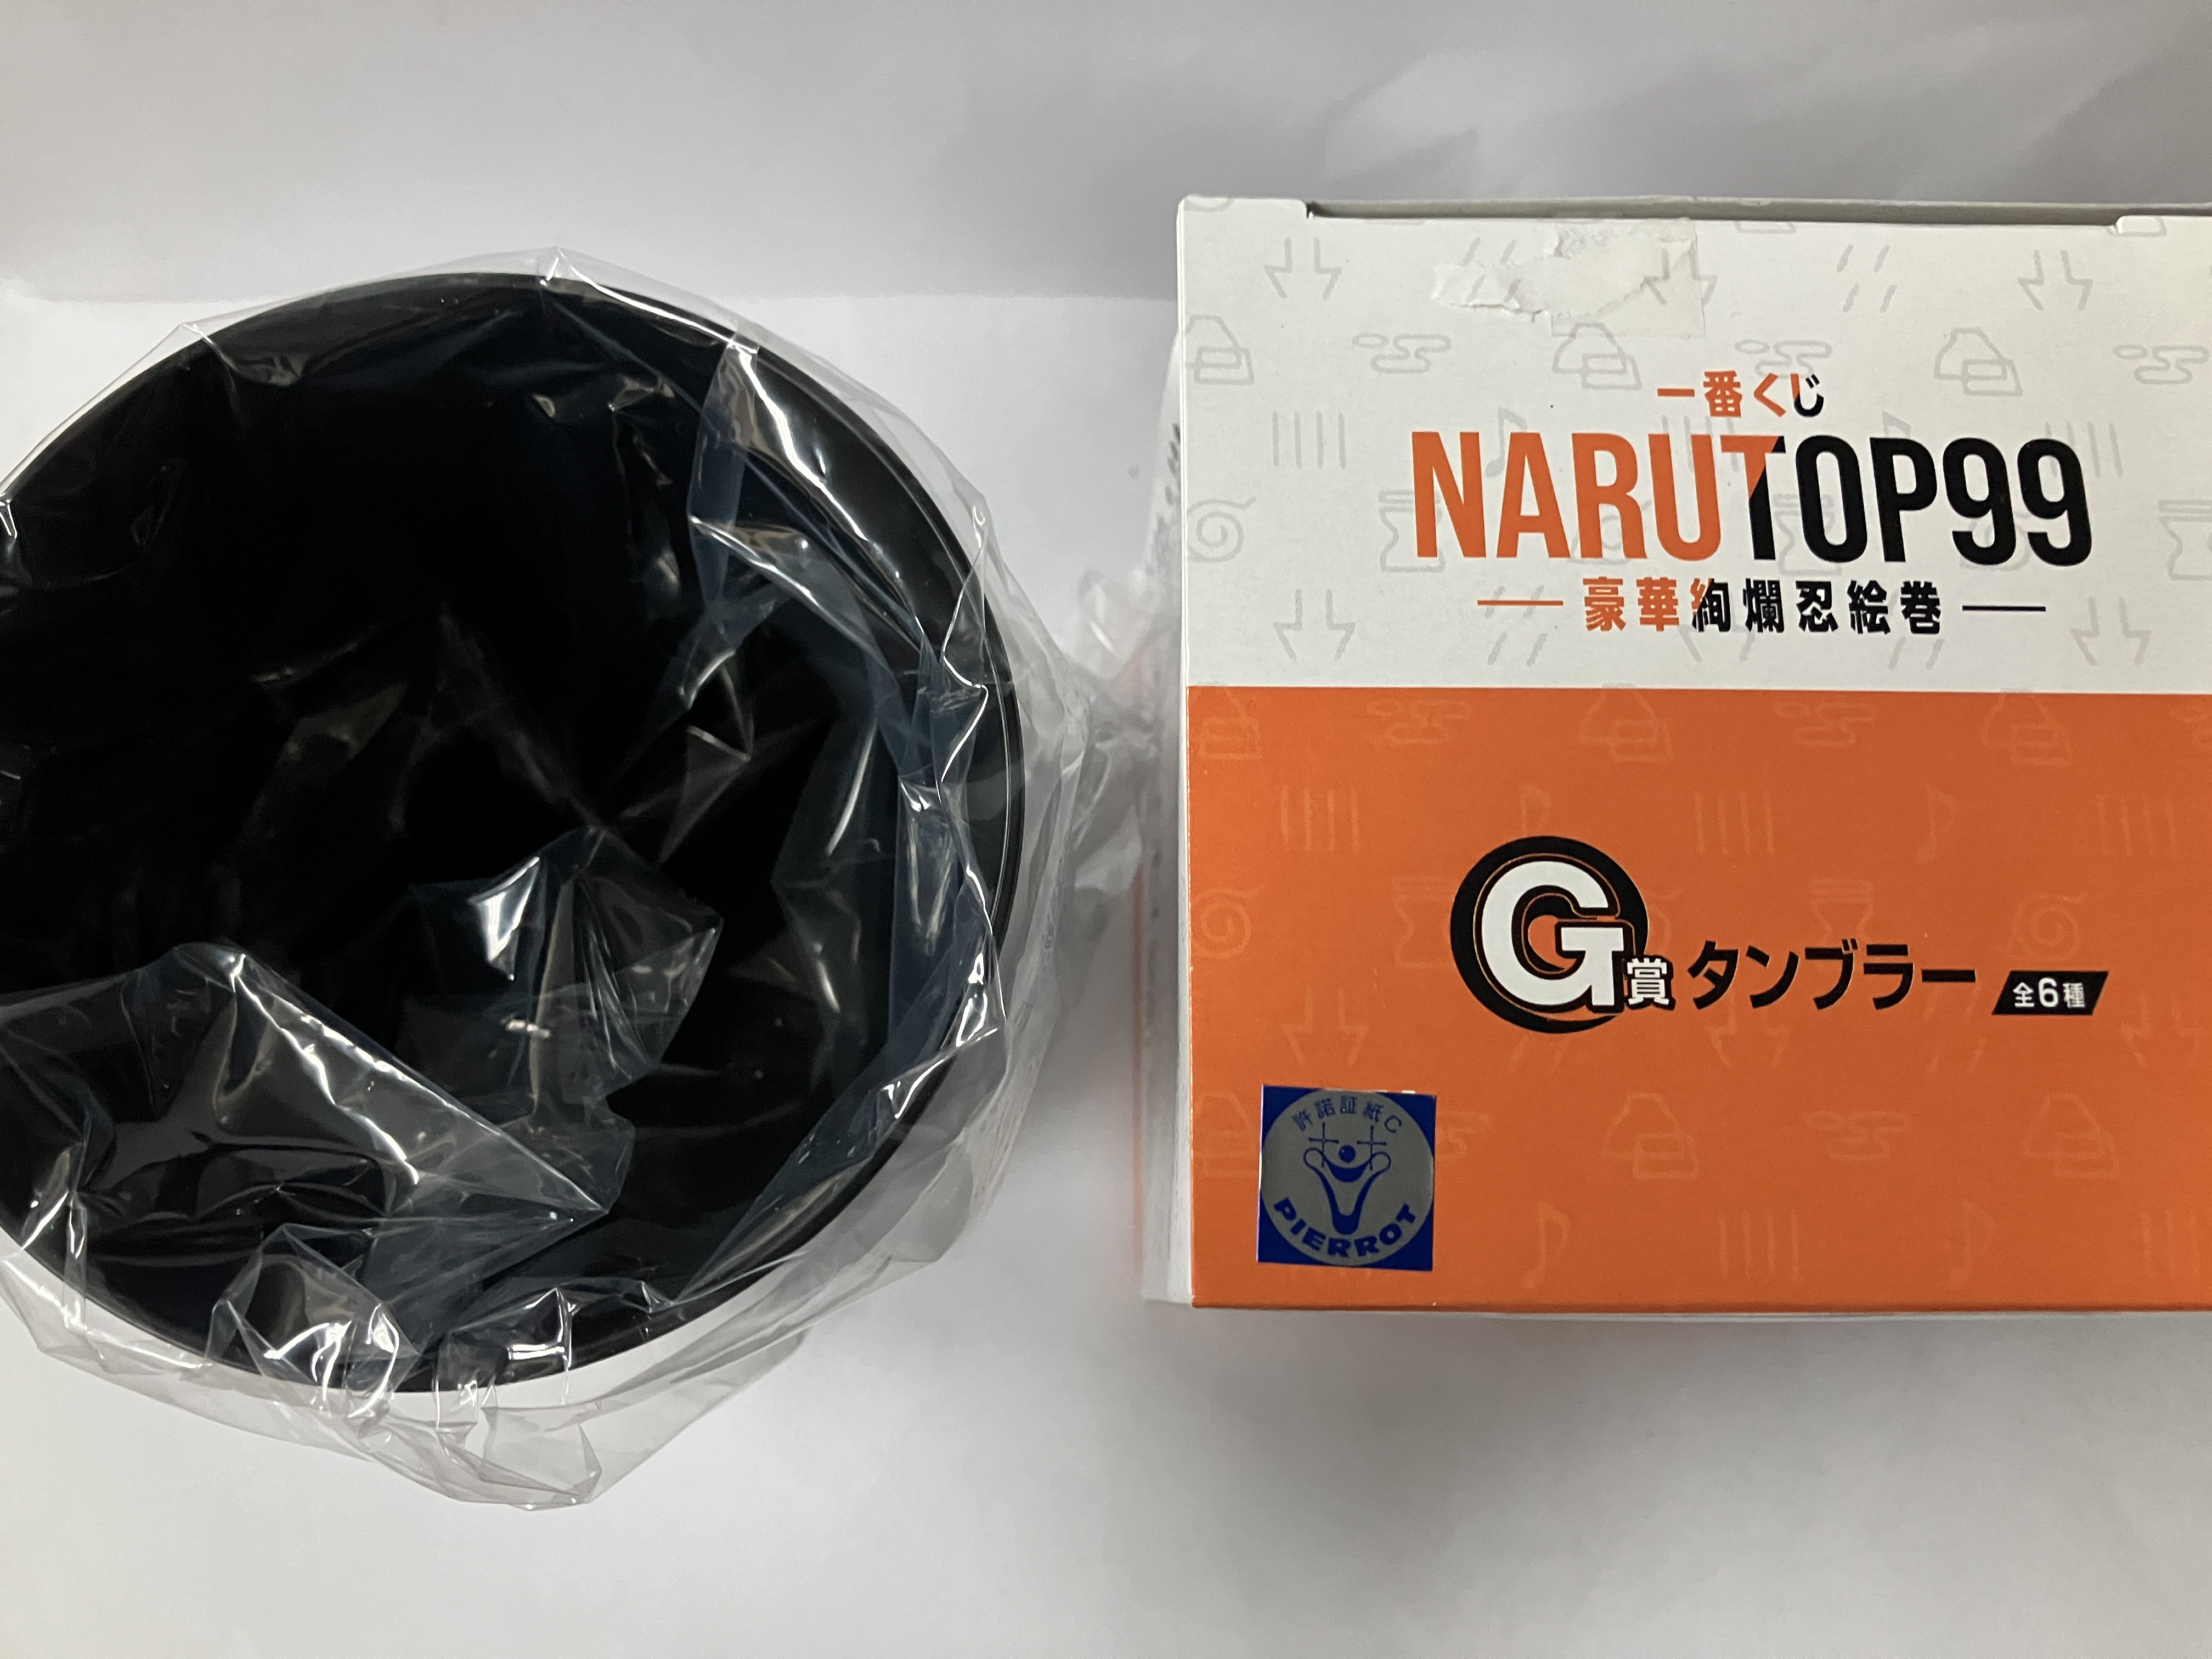 一番くじ
NARUTOP99
豪華絢爛忍絵巻
G賞 タンブラー 全6種
許諾証紙C
PIERROT